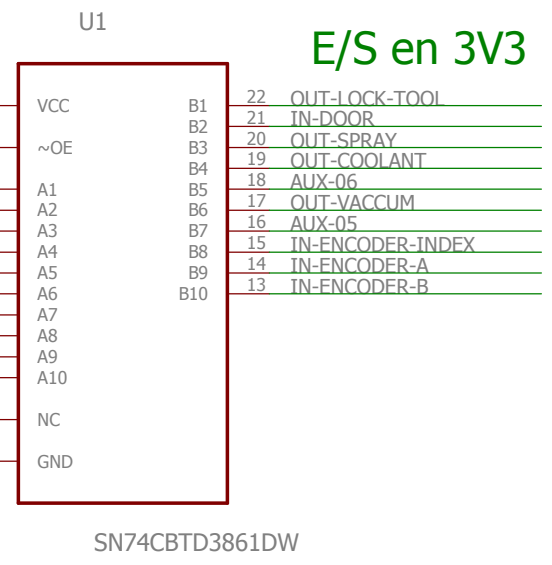 U1
E/S en 3V3
VCC B1 22 OUT-LOCK-TOOL
B2 21 IN-DOOR
~OE B3 20 OUT-SPRAY
B4 19 OUT-COOLANT
A1 B5 18 AUX-06
A2 B6 17 OUT-VACCUM
A3 B7 16 AUX-05
A4 B8 15 IN-ENCODER-INDEX
A5 B9 14 IN-ENCODER-A
A6 B10 13 IN-ENCODER-B
A7
A8
A9
A10
NC
GND
SN74CBTD3861DW